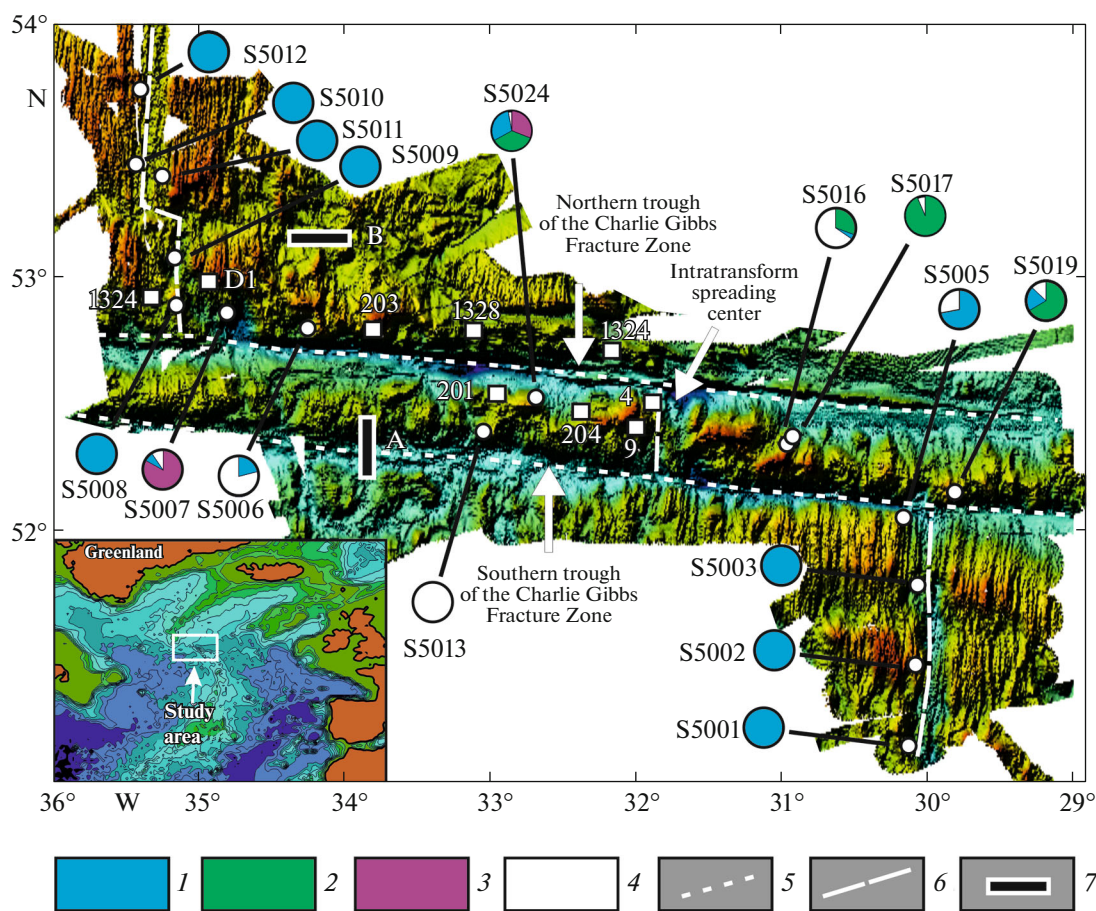 54°
N
S5012
S5010
S5011
S5009
S5024
Northern trough
of the Charlie Gibbs
Fracture Zone
S5016
S5017
Intratransform
spreading
center
S5005
S5019
53°
B
D1
1324
203
1328
1324
201
4
204
9
A
S5008
S5007
S5006
52°
Southern trough
of the Charlie Gibbs
Fracture Zone
S5013
S5003
S5002
S5001
Greenland
Study
area
36°
W
35°
34°
33°
32°
31°
30°
29°
1
2
3
4
5
6
7